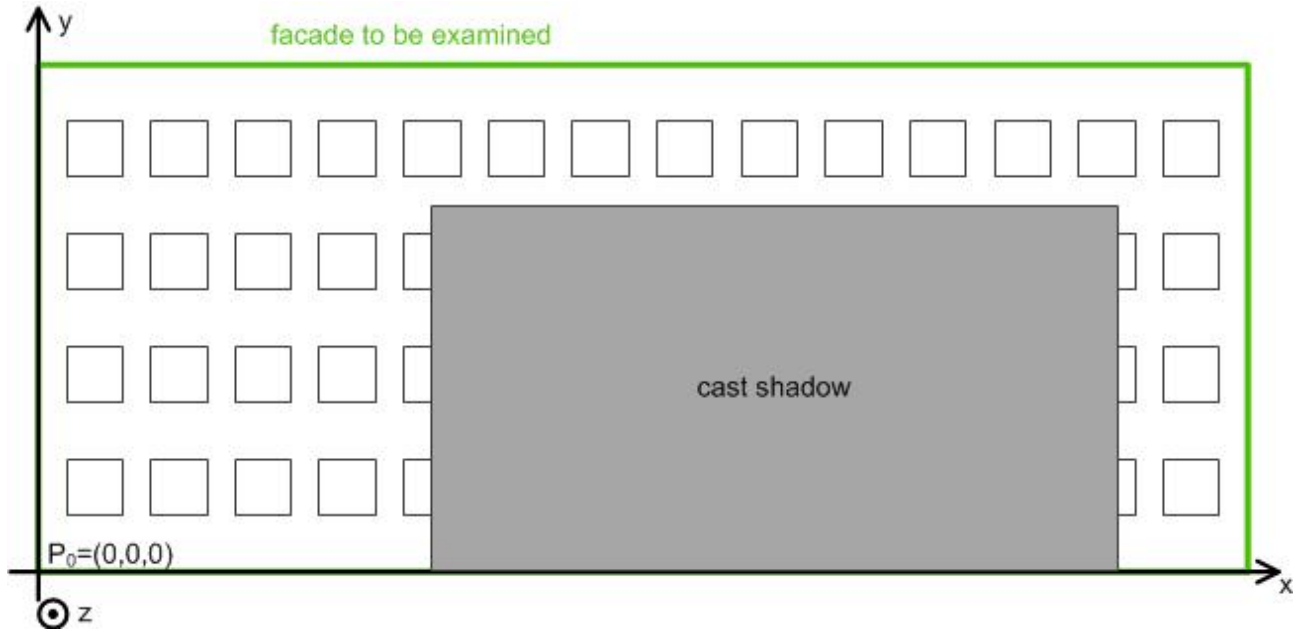 y
facade to be examined
cast shadow
P₀=(0,0,0)
x
z